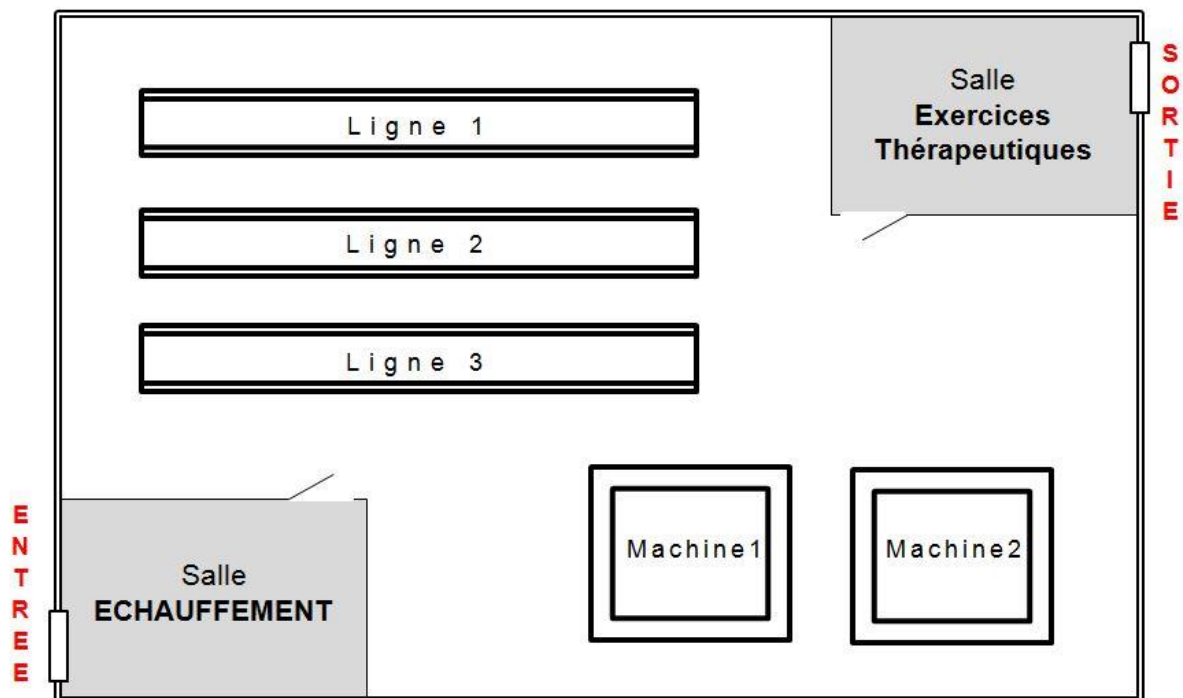 Ligne 1
Salle
Exercices
Thérapeutiques
SORTIE
Ligne 2
Ligne 3
ENTREE
Salle
ECHAUFFEMENT
Machine1
Machine2